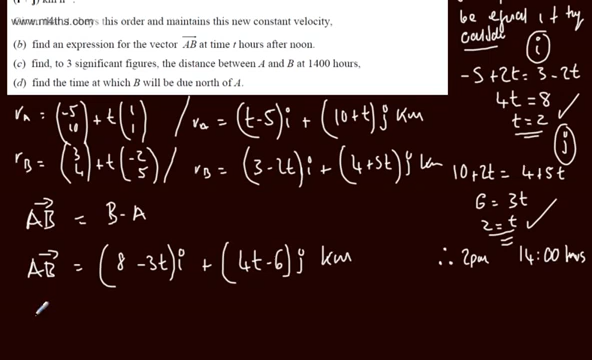 (i + j) km h
www.m4ths.com this order and maintains this new constant velocity,
(b) find an expression for the vector AB at time t hours after noon.
(c) find, to 3 significant figures, the distance between A and B at 1400 hours,
(d) find the time at which B will be due north of A.
be equal if they
collide
i
-5+2t = 3-2t
4t = 8
t = 2
j
10+2t = 4+5t
6 = 3t
2 = t
∴ 2pm 14:00 hrs
rA = (-5 10) + t(1 1) / ra = (t-5)i + (10+t)j km
rB = (3 4) + t(-2 5) / rB = (3-2t)i + (4+5t)j km
AB = B-A
AB = (8-3t)i + (4t-6)j km